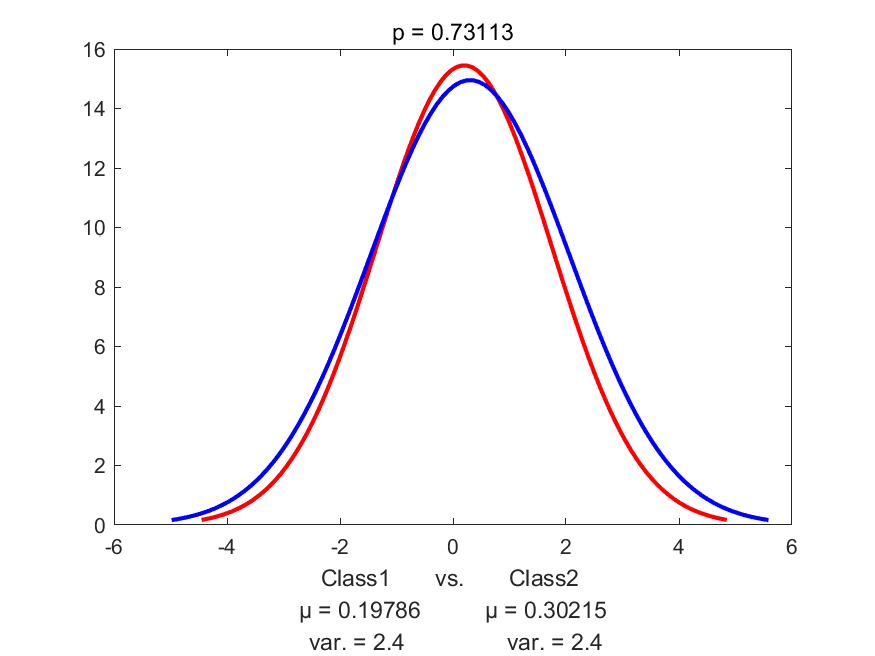 p = 0.73113
16
14
12
10
8
6
4
2
0
-6 -4 -2 0 2 4 6
Class1 vs. Class2
μ = 0.19786 μ = 0.30215
var. = 2.4 var. = 2.4